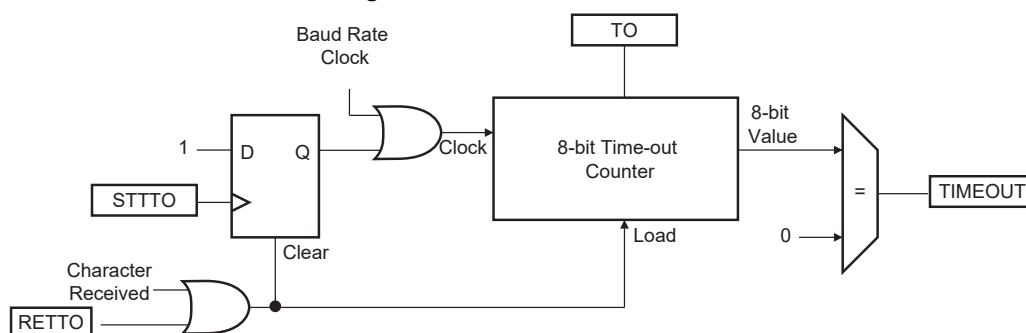 Baud Rate
Clock
TO
1
D
Q
Clock
8-bit Time-out
Counter
8-bit
Value
=
TIMEOUT
STTTO
Clear
Load
0
Character
Received
RETTO